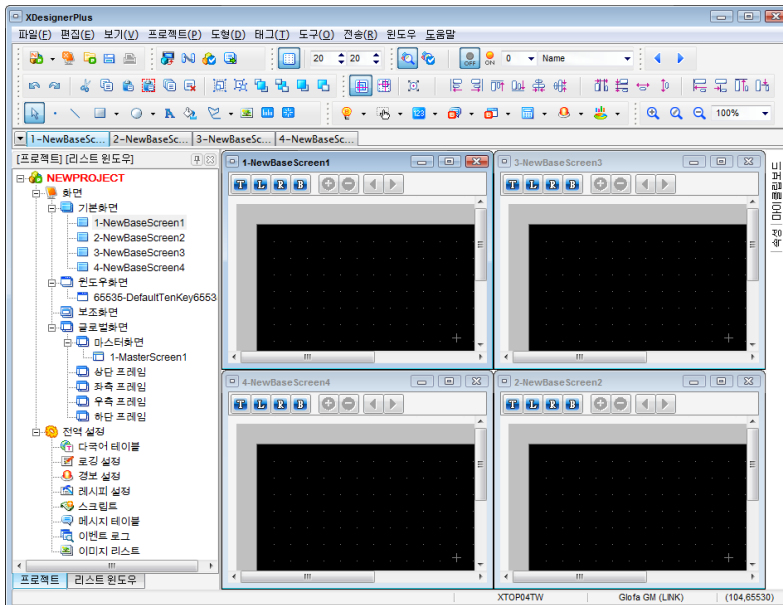 XDesignerPlus
파일(F) 편집(E) 보기(V) 프로젝트(P) 도형(D) 태그(T) 도구(O) 전송(R) 윈도우 도움말
20 20 OFF ON 0 Name
123 100%
1-NewBaseSc... 2-NewBaseSc... 3-NewBaseSc... 4-NewBaseSc...
[프로젝트] [리스트 윈도우]
NEWPROJECT
화면
기본화면
1-NewBaseScreen1
2-NewBaseScreen2
3-NewBaseScreen3
4-NewBaseScreen4
윈도우화면
65535-DefaultTenKey6553
보조화면
글로벌화면
마스터화면
1-MasterScreen1
상단 프레임
좌측 프레임
우측 프레임
하단 프레임
전역 설정
다국어 테이블
로깅 설정
경보 설정
레시피 설정
스크립트
메시지 테이블
이벤트 로그
이미지 리스트
프로젝트 리스트 윈도우
1-NewBaseScreen1
T L R B
3-NewBaseScreen3
T L R B
4-NewBaseScreen4
T L R B
2-NewBaseScreen2
T L R B
XTOP04TW Glofa GM (LINK) (104,65530)